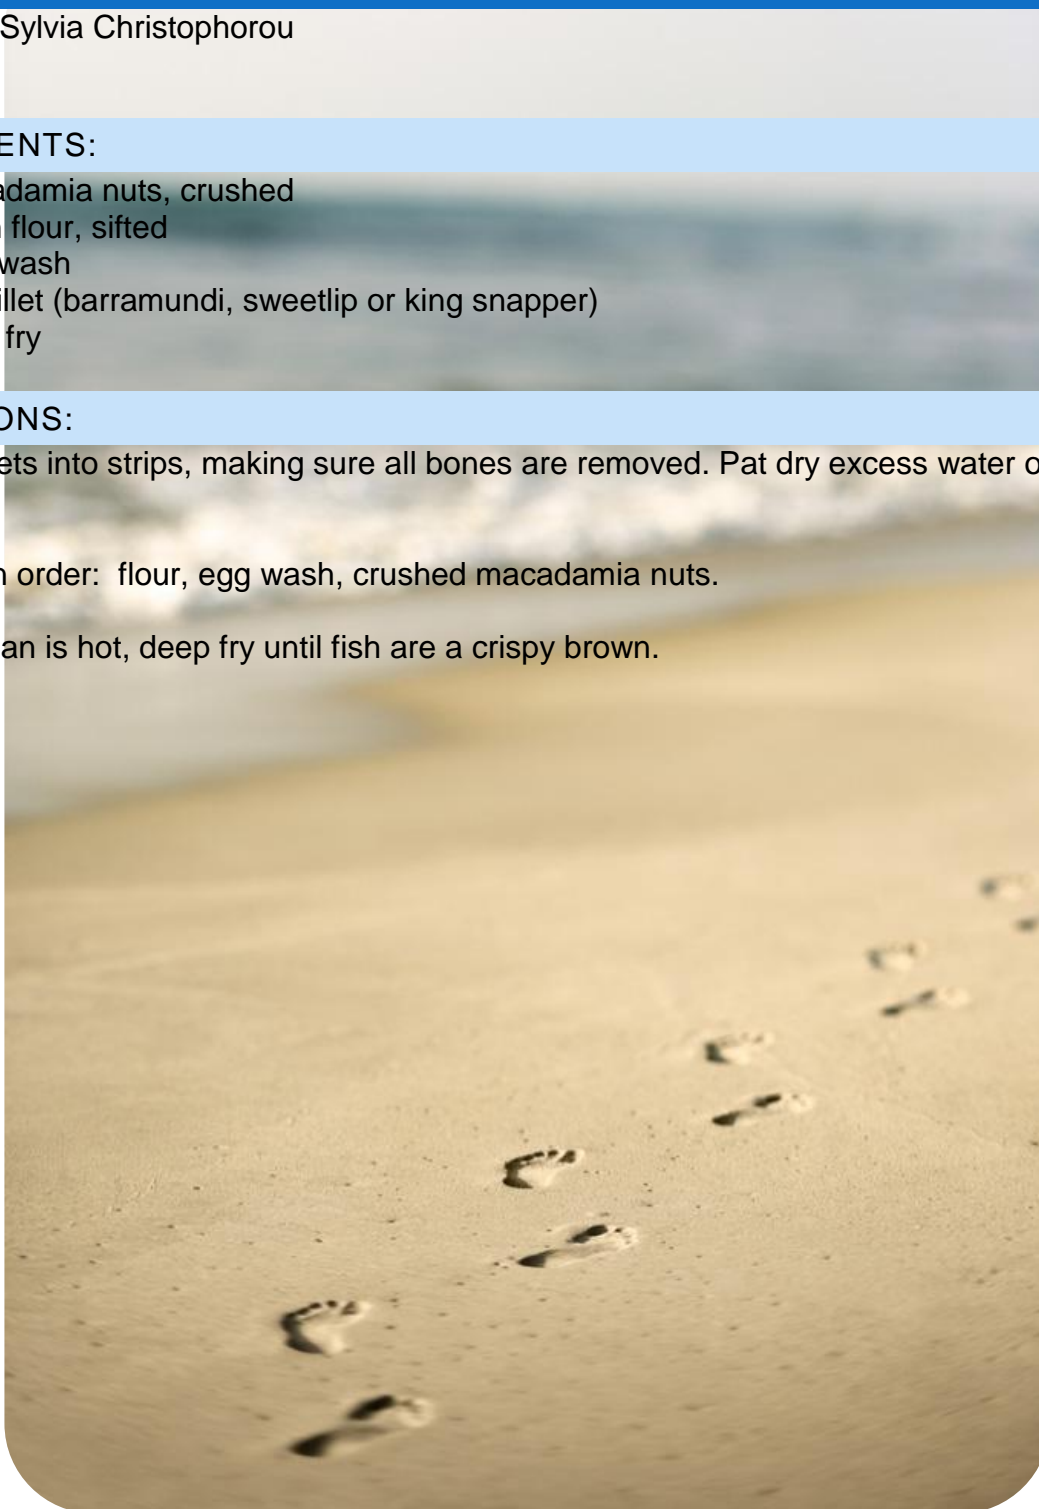 Sylvia Christophorou
ENTS:
adamia nuts, crushed
flour, sifted
wash
illet (barramundi, sweetlip or king snapper)
fry
ONS:
ets into strips, making sure all bones are removed. Pat dry excess water o
n order:  flour, egg wash, crushed macadamia nuts.
an is hot, deep fry until fish are a crispy brown.